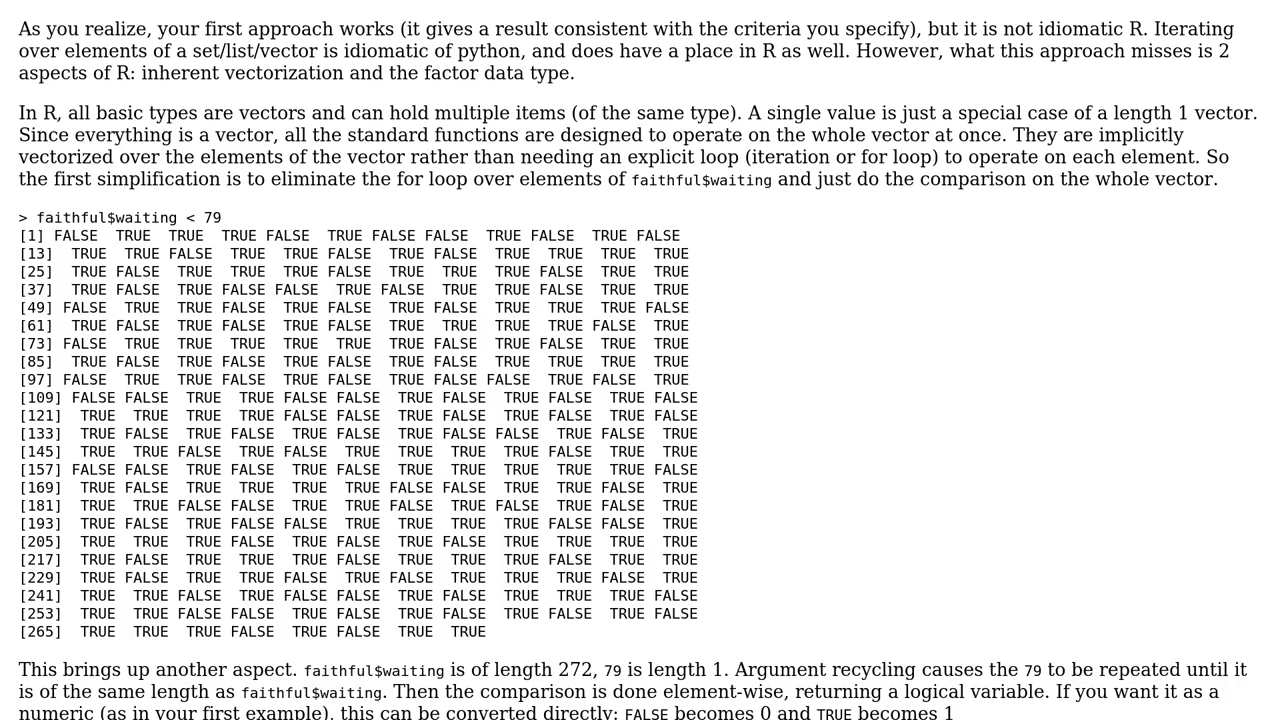 As you realize, your first approach works (it gives a result consistent with the criteria you specify), but it is not idiomatic R. Iterating
over elements of a set/list/vector is idiomatic of python, and does have a place in R as well. However, what this approach misses is 2
aspects of R: inherent vectorization and the factor data type.
In R, all basic types are vectors and can hold multiple items (of the same type). A single value is just a special case of a length 1 vector.
Since everything is a vector, all the standard functions are designed to operate on the whole vector at once. They are implicitly
vectorized over the elements of the vector rather than needing an explicit loop (iteration or for loop) to operate on each element. So
the first simplification is to eliminate the for loop over elements of faithful$waiting and just do the comparison on the whole vector.
> faithful$waiting < 79
[1] FALSE  TRUE  TRUE  TRUE FALSE  TRUE FALSE FALSE  TRUE FALSE  TRUE FALSE
[13]  TRUE  TRUE FALSE  TRUE  TRUE FALSE  TRUE FALSE  TRUE  TRUE  TRUE  TRUE
[25]  TRUE FALSE  TRUE  TRUE  TRUE FALSE  TRUE  TRUE  TRUE FALSE  TRUE  TRUE
[37]  TRUE FALSE  TRUE FALSE FALSE  TRUE FALSE  TRUE  TRUE FALSE  TRUE  TRUE
[49] FALSE  TRUE  TRUE FALSE  TRUE FALSE  TRUE FALSE  TRUE  TRUE  TRUE FALSE
[61]  TRUE FALSE  TRUE FALSE  TRUE FALSE  TRUE  TRUE  TRUE  TRUE FALSE  TRUE
[73] FALSE  TRUE  TRUE  TRUE  TRUE  TRUE  TRUE FALSE  TRUE FALSE  TRUE  TRUE
[85]  TRUE FALSE  TRUE FALSE  TRUE FALSE  TRUE FALSE  TRUE  TRUE  TRUE  TRUE
[97] FALSE  TRUE  TRUE FALSE  TRUE FALSE  TRUE FALSE FALSE  TRUE FALSE  TRUE
[109] FALSE FALSE  TRUE  TRUE FALSE FALSE  TRUE FALSE  TRUE FALSE  TRUE FALSE
[121]  TRUE  TRUE  TRUE  TRUE FALSE FALSE  TRUE FALSE  TRUE FALSE  TRUE FALSE
[133]  TRUE FALSE  TRUE FALSE  TRUE FALSE  TRUE FALSE FALSE  TRUE FALSE  TRUE
[145]  TRUE  TRUE FALSE  TRUE FALSE  TRUE  TRUE  TRUE  TRUE FALSE  TRUE  TRUE
[157] FALSE FALSE  TRUE FALSE  TRUE FALSE  TRUE  TRUE  TRUE  TRUE  TRUE FALSE
[169]  TRUE FALSE  TRUE  TRUE  TRUE  TRUE FALSE FALSE  TRUE  TRUE FALSE  TRUE
[181]  TRUE  TRUE FALSE FALSE  TRUE  TRUE FALSE  TRUE FALSE  TRUE FALSE  TRUE
[193]  TRUE FALSE  TRUE FALSE FALSE  TRUE  TRUE  TRUE  TRUE FALSE FALSE  TRUE
[205]  TRUE  TRUE  TRUE FALSE  TRUE FALSE  TRUE FALSE  TRUE  TRUE  TRUE  TRUE
[217]  TRUE FALSE  TRUE  TRUE  TRUE FALSE  TRUE  TRUE  TRUE FALSE  TRUE  TRUE
[229]  TRUE FALSE  TRUE  TRUE FALSE  TRUE FALSE  TRUE  TRUE  TRUE FALSE  TRUE
[241]  TRUE  TRUE FALSE  TRUE FALSE FALSE  TRUE FALSE  TRUE  TRUE  TRUE FALSE
[253]  TRUE  TRUE FALSE FALSE  TRUE FALSE  TRUE FALSE  TRUE FALSE  TRUE FALSE
[265]  TRUE  TRUE  TRUE FALSE  TRUE FALSE  TRUE  TRUE
This brings up another aspect. faithful$waiting is of length 272, 79 is length 1. Argument recycling causes the 79 to be repeated until it
is of the same length as faithful$waiting. Then the comparison is done element-wise, returning a logical variable. If you want it as a
numeric (as in your first example), this can be converted directly: FALSE becomes 0 and TRUE becomes 1